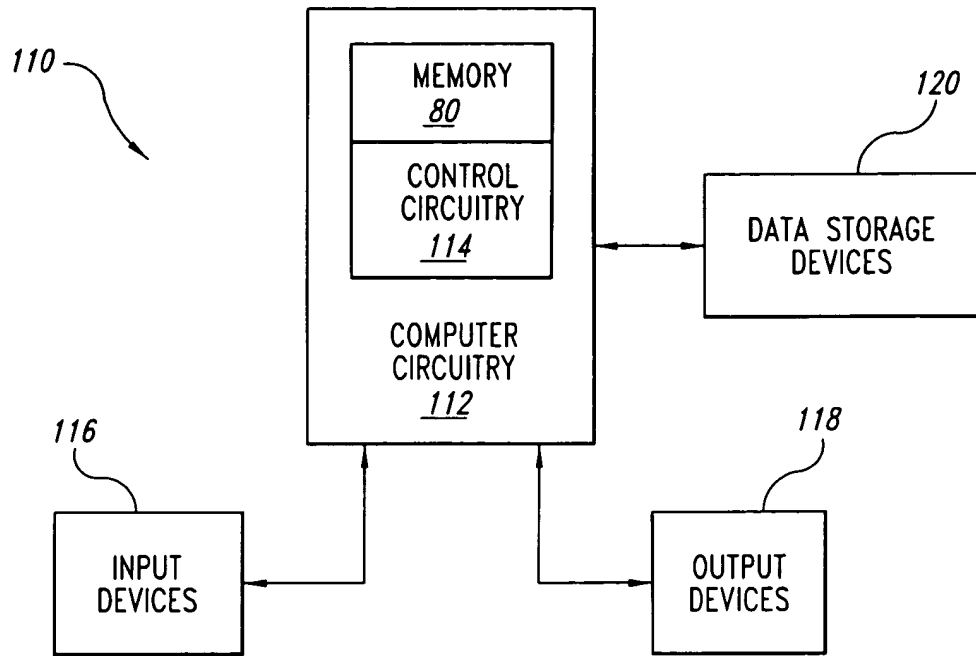 110
MEMORY
80
CONTROL
CIRCUITRY
114
COMPUTER
CIRCUITRY
112
120
DATA STORAGE
DEVICES
116
INPUT
DEVICES
118
OUTPUT
DEVICES